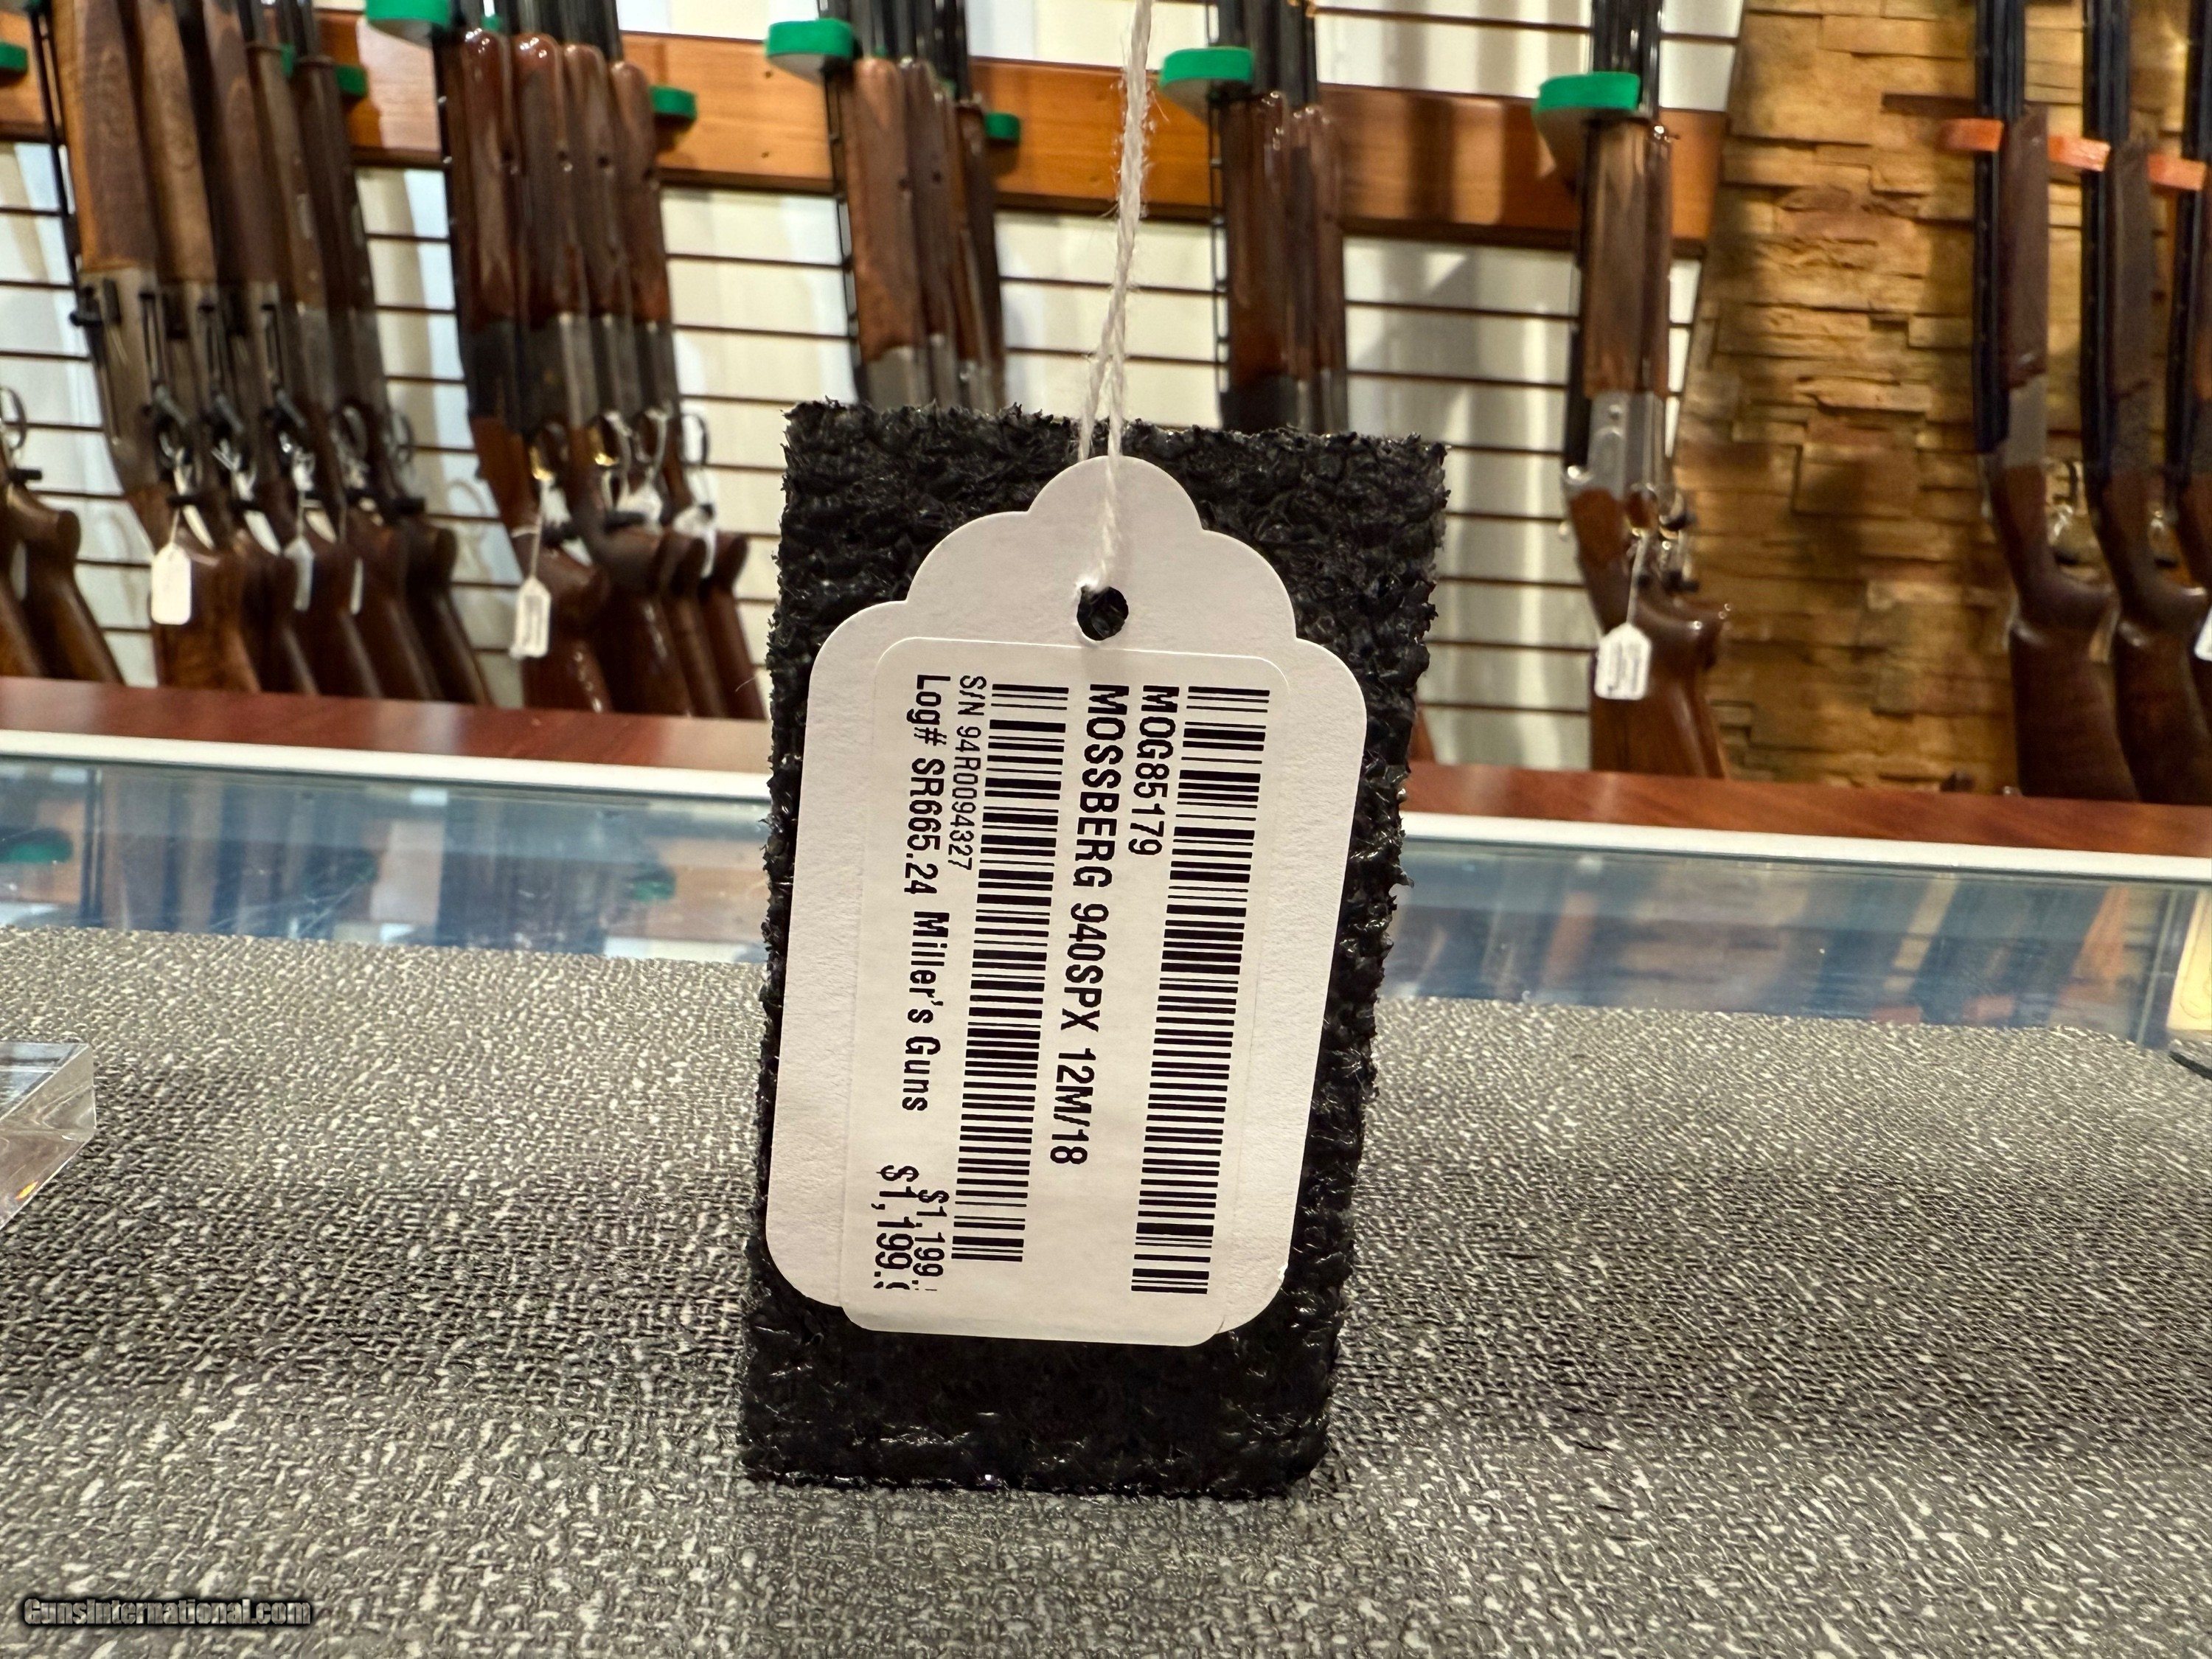 MOG85179
MOSSBERG 940SPX 12M/18
S/N 94R0094327
Log# SR665.24 Miller's Guns
$1,199.
$1,199.
GunsInternational.com